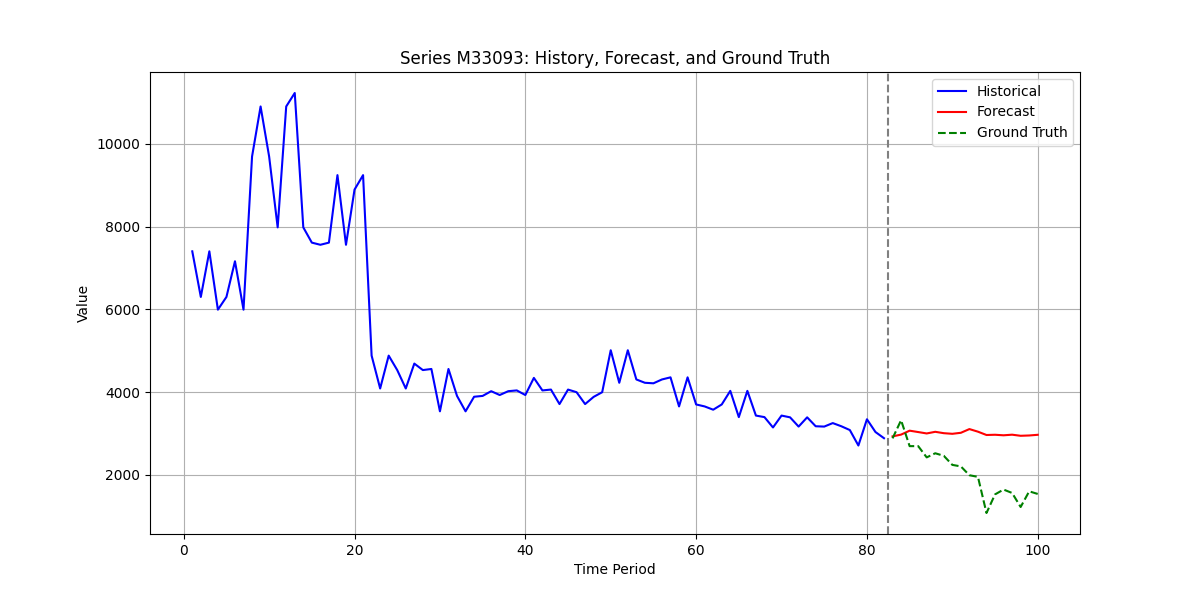 Series M33093: History, Forecast, and Ground Truth
Historical
Forecast
Ground Truth
10000
8000
6000
4000
2000
Value
0
20
40
60
80
100
Time Period